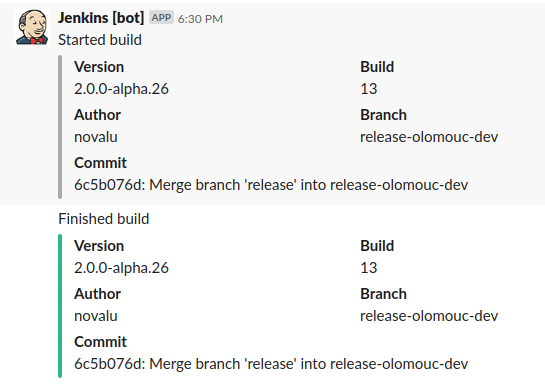 Jenkins [bot] APP 6:30 PM
Started build
Version Build
2.0.0-alpha.26 13
Author Branch
novalu release-olomouc-dev
Commit
6c5b076d: Merge branch 'release' into release-olomouc-dev
Finished build
Version Build
2.0.0-alpha.26 13
Author Branch
novalu release-olomouc-dev
Commit
6c5b076d: Merge branch 'release' into release-olomouc-dev